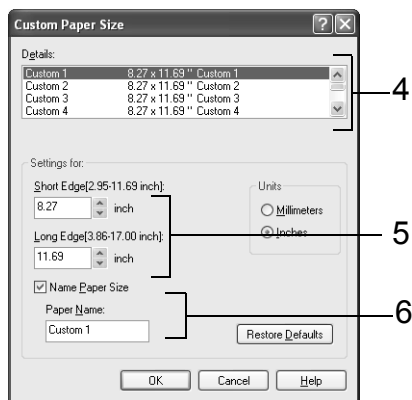 Custom Paper Size
Details:
Custom 1 8.27 x 11.69 '' Custom 1
Custom 2 8.27 x 11.69 '' Custom 2
Custom 3 8.27 x 11.69 '' Custom 3
Custom 4 8.27 x 11.69 '' Custom 4
4
Settings for:
Short Edge[2.95-11.69 inch]:
8.27 inch
Units
Millimeters
Inches
Long Edge[3.86-17.00 inch]:
11.69 inch
5
Name Paper Size
Paper Name:
Custom 1
6
Restore Defaults
OK Cancel Help